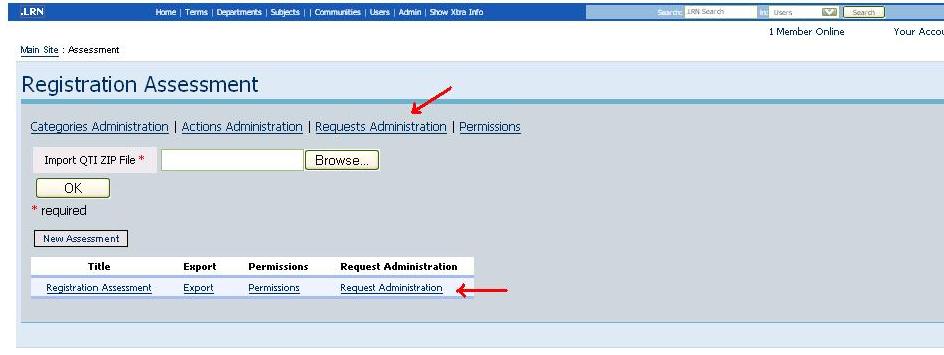 .LRN Home | Terms | Departments | Subjects | | Communities | Users | Admin | Show Xtra Info Search: .LRN Search in: Users Search
1 Member Online Your Accou
Main Site : Assessment
Registration Assessment
Categories Administration | Actions Administration | Requests Administration | Permissions
Import QTI ZIP File * Browse...
OK
* required
New Assessment
Title Export Permissions Request Administration
Registration Assessment Export Permissions Request Administration